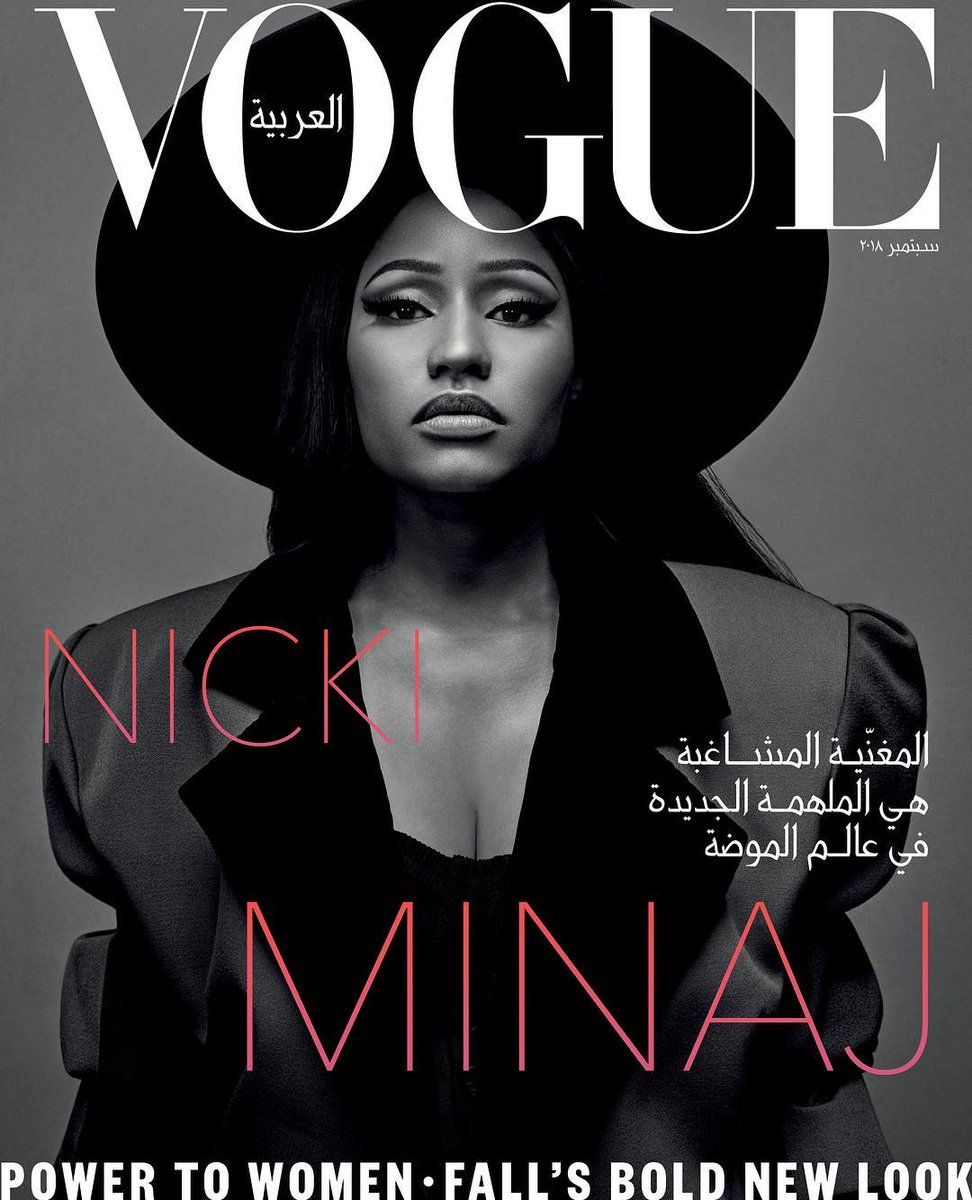 VOGUE
العربية
سبتمبر ٢٠١٨
NICKI
المغنّية المشاغبة
هي الملهمة الجديدة
في عالم الموضة
MINAJ
POWER TO WOMEN • FALL'S BOLD NEW LOOK